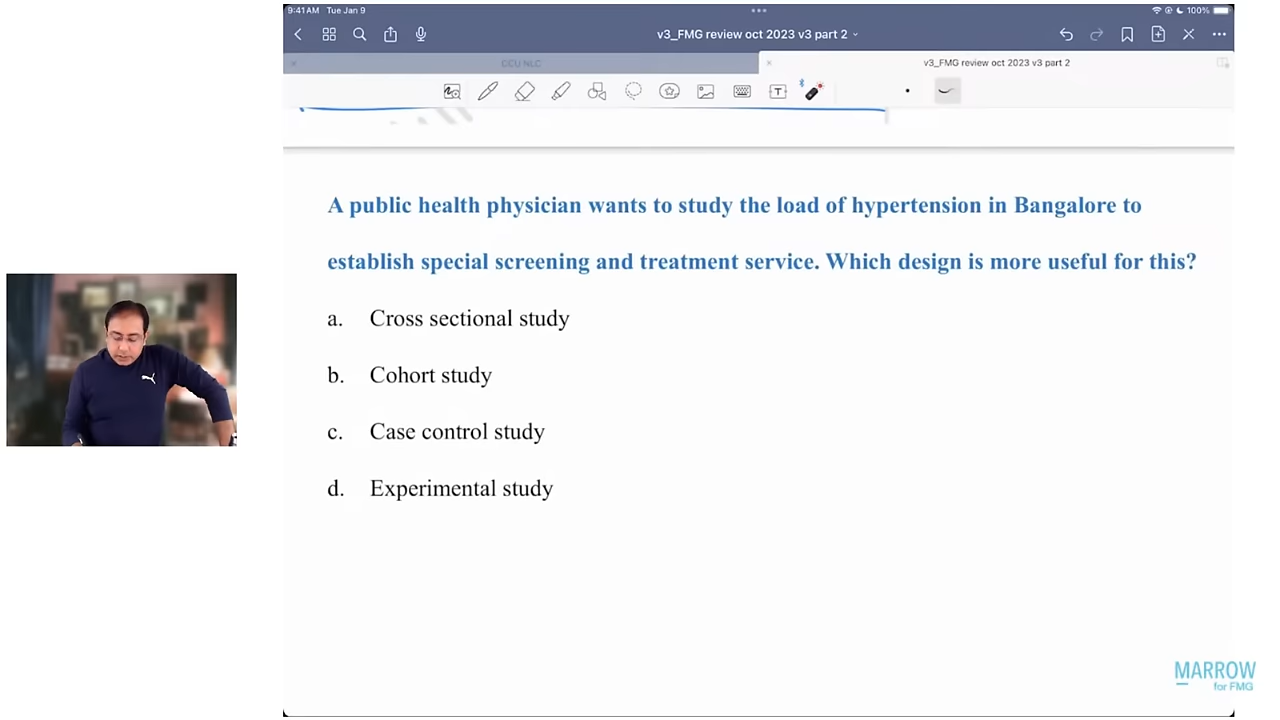 9:41 AM Tue Jan 9
100%
v3_FMG review oct 2023 v3 part 2
CCU NLC
v3_FMG review oct 2023 v3 part 2
T
A public health physician wants to study the load of hypertension in Bangalore to
establish special screening and treatment service. Which design is more useful for this?
a. Cross sectional study
b. Cohort study
c. Case control study
d. Experimental study
MARROW
for FMG